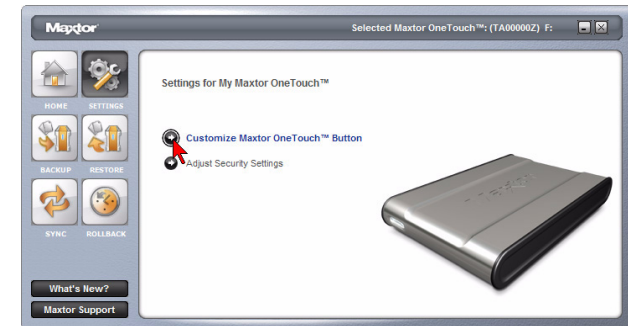 Maxtor
Selected Maxtor OneTouch™: (TA00000Z) F:
HOME SETTINGS
BACKUP RESTORE
SYNC ROLLBACK
What's New?
Maxtor Support
Settings for My Maxtor OneTouch™
Customize Maxtor OneTouch™ Button
Adjust Security Settings
Maxtor